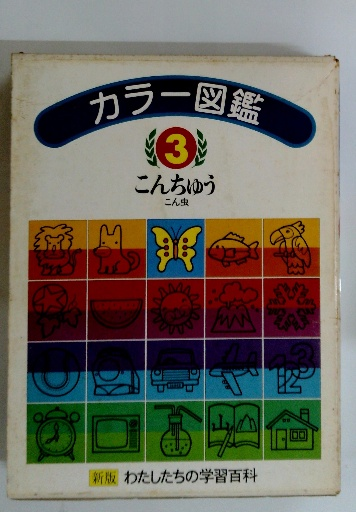 カラー図鑑
3
こんちゅう
こん虫
123
新版 わたしたちの学習百科